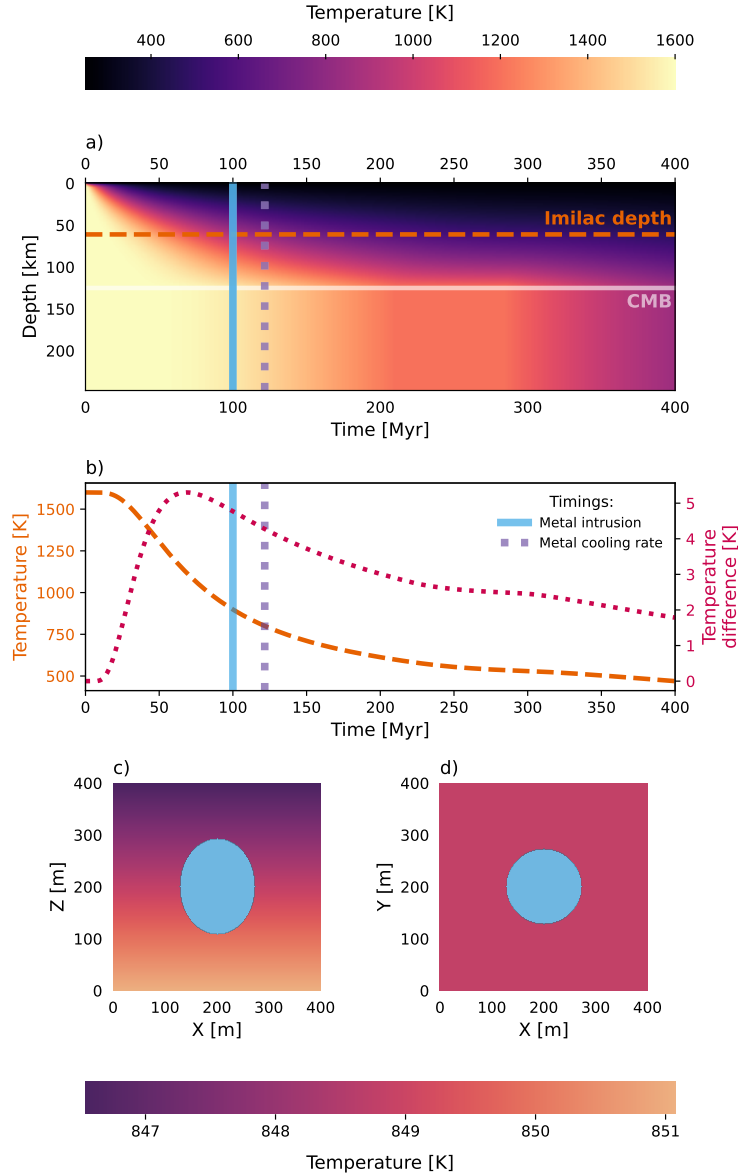 Temperature [K]
400 600 800 1000 1200 1400 1600
a)
0 50 100 150 200 250 300 350 400
0
50
100
150
200
Depth [km]
Imilac depth
CMB
0 100 200 300 400
Time [Myr]
b)
1500
1250
1000
750
500
Temperature [K]
Timings:
Metal intrusion
Metal cooling rate
5
4
3
2
1
0
Temperature
difference [K]
0 50 100 150 200 250 300 350 400
Time [Myr]
c)
400
300
200
100
0
Z [m]
0 100 200 300 400
X [m]
d)
400
300
200
100
0
Y [m]
0 100 200 300 400
X [m]
847 848 849 850 851
Temperature [K]